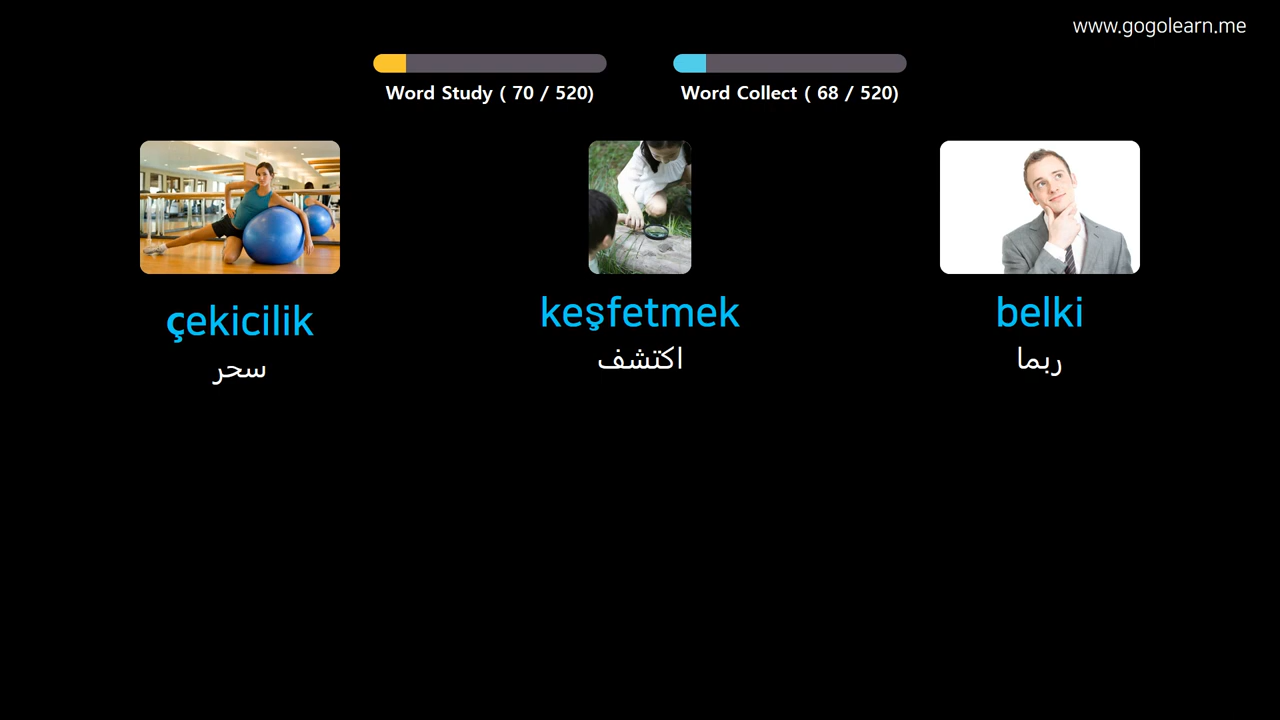 www.gogolearn.me
Word Study ( 70 / 520)
Word Collect ( 68 / 520)
çekicilik
سحر
keşfetmek
اكتشف
belki
ربما